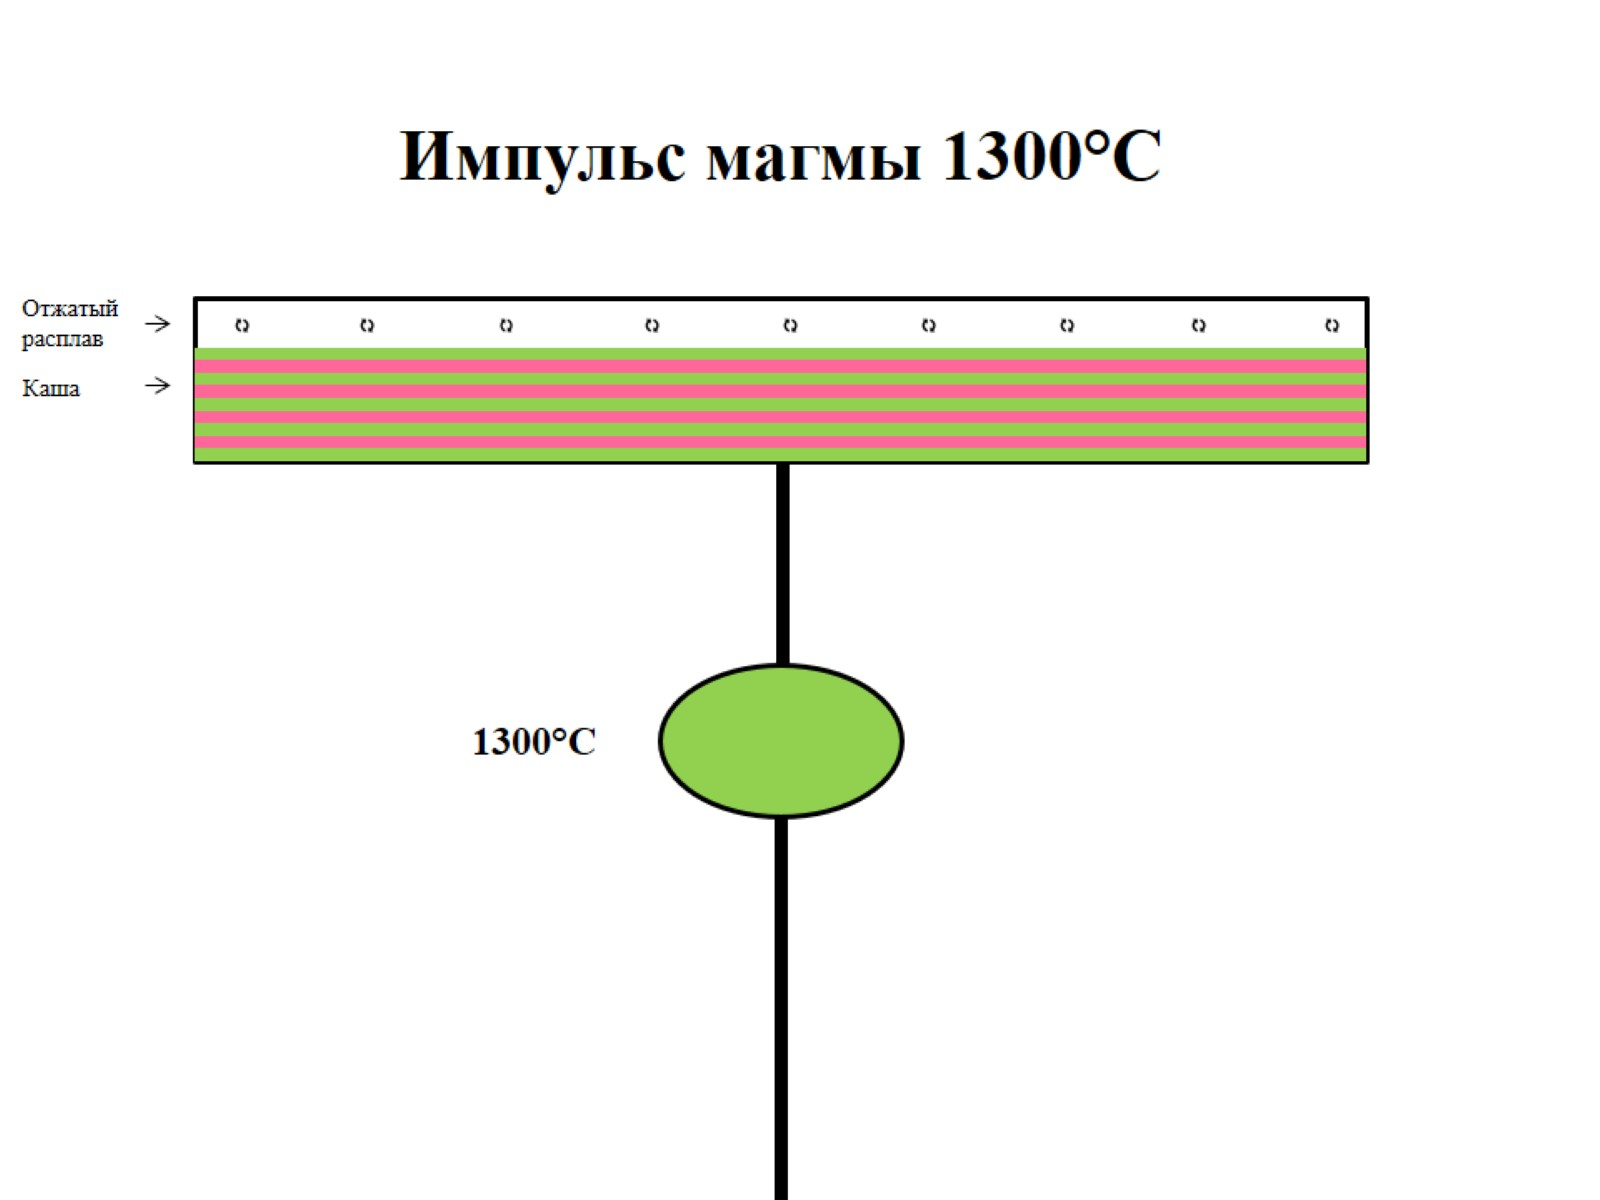 Импульс магмы 1300°С
Отжатый
расплав
Каша
1300°С